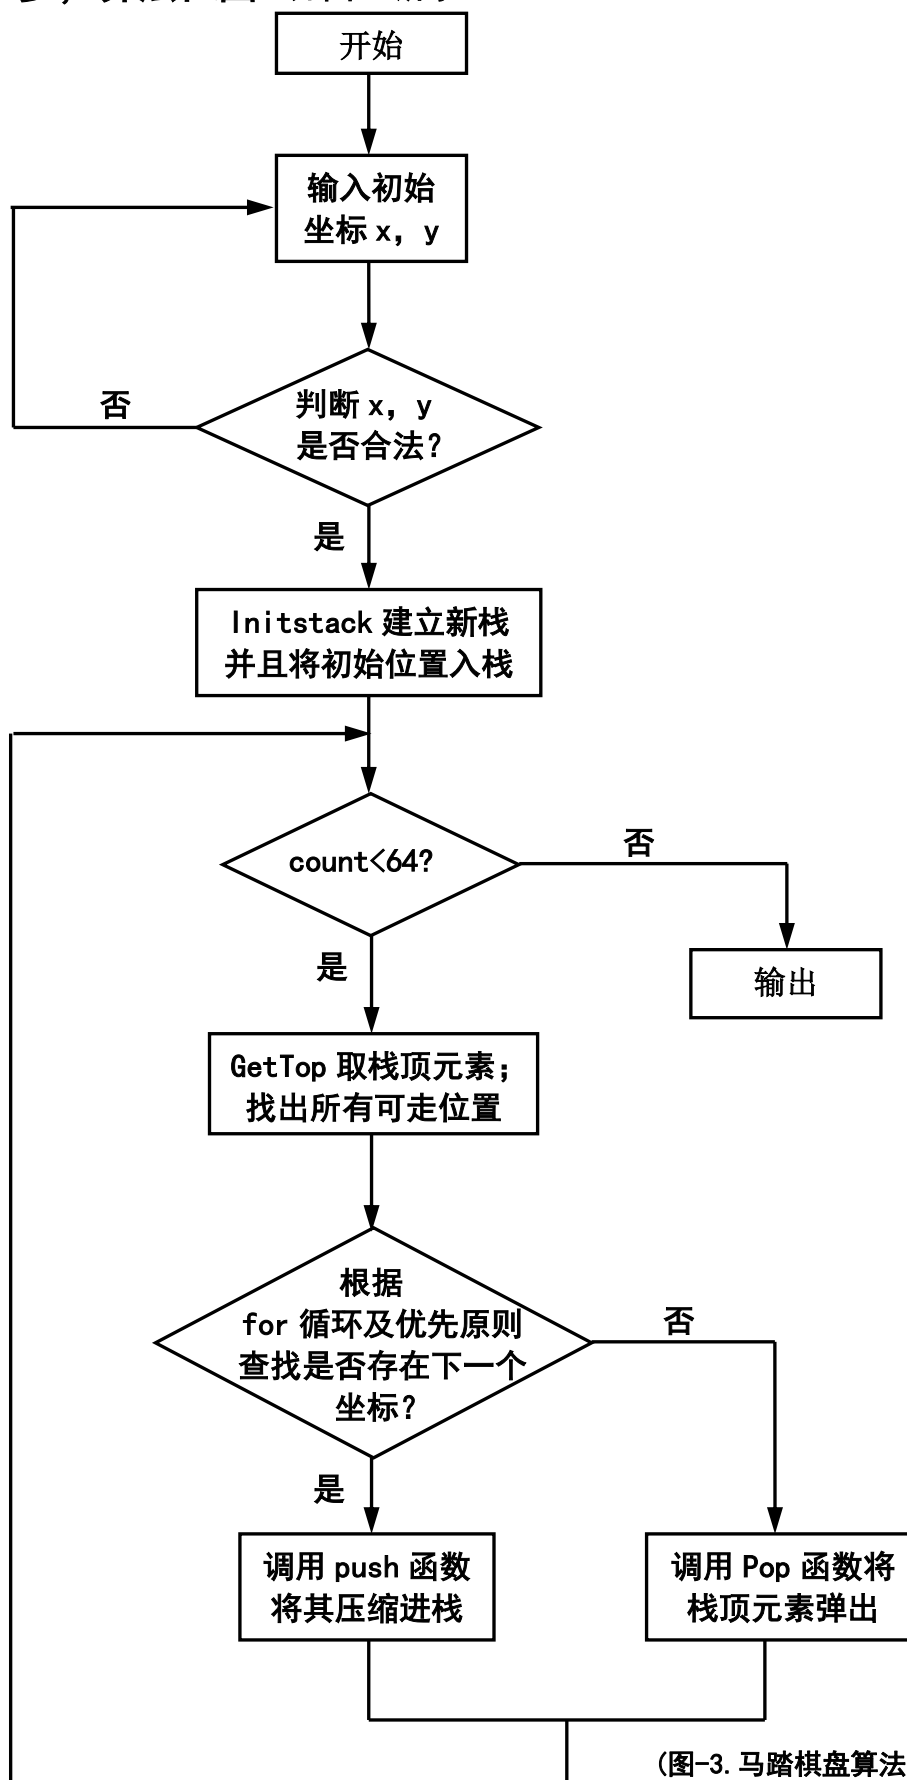 开始
输入初始
坐标 x，y
否
判断 x，y
是否合法？
是
Initstack 建立新栈
并且将初始位置入栈
count<64?
否
是
输出
GetTop 取栈顶元素；
找出所有可走位置
根据
for 循环及优先原则
查找是否存在下一个
坐标？
否
是
调用 push 函数
将其压缩进栈
调用 Pop 函数将
栈顶元素弹出
(图-3.马踏棋盘算法